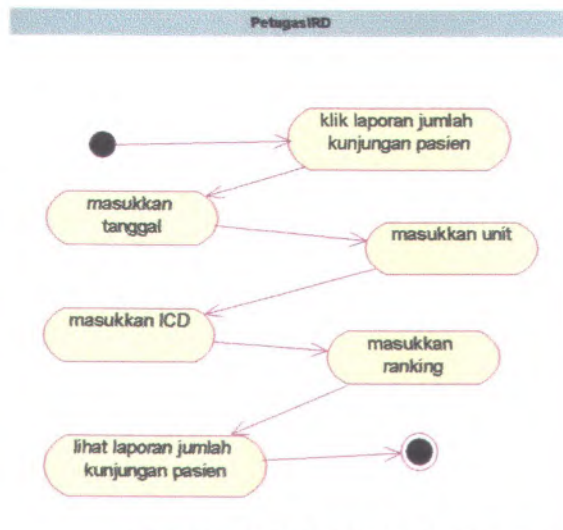 PetugasIRD
klik laporan jumlah
kunjungan pasien
masukkan
tanggal
masukkan unit
masukkan ICD
masukkan
ranking
lihat laporan jumlah
kunjungan pasien